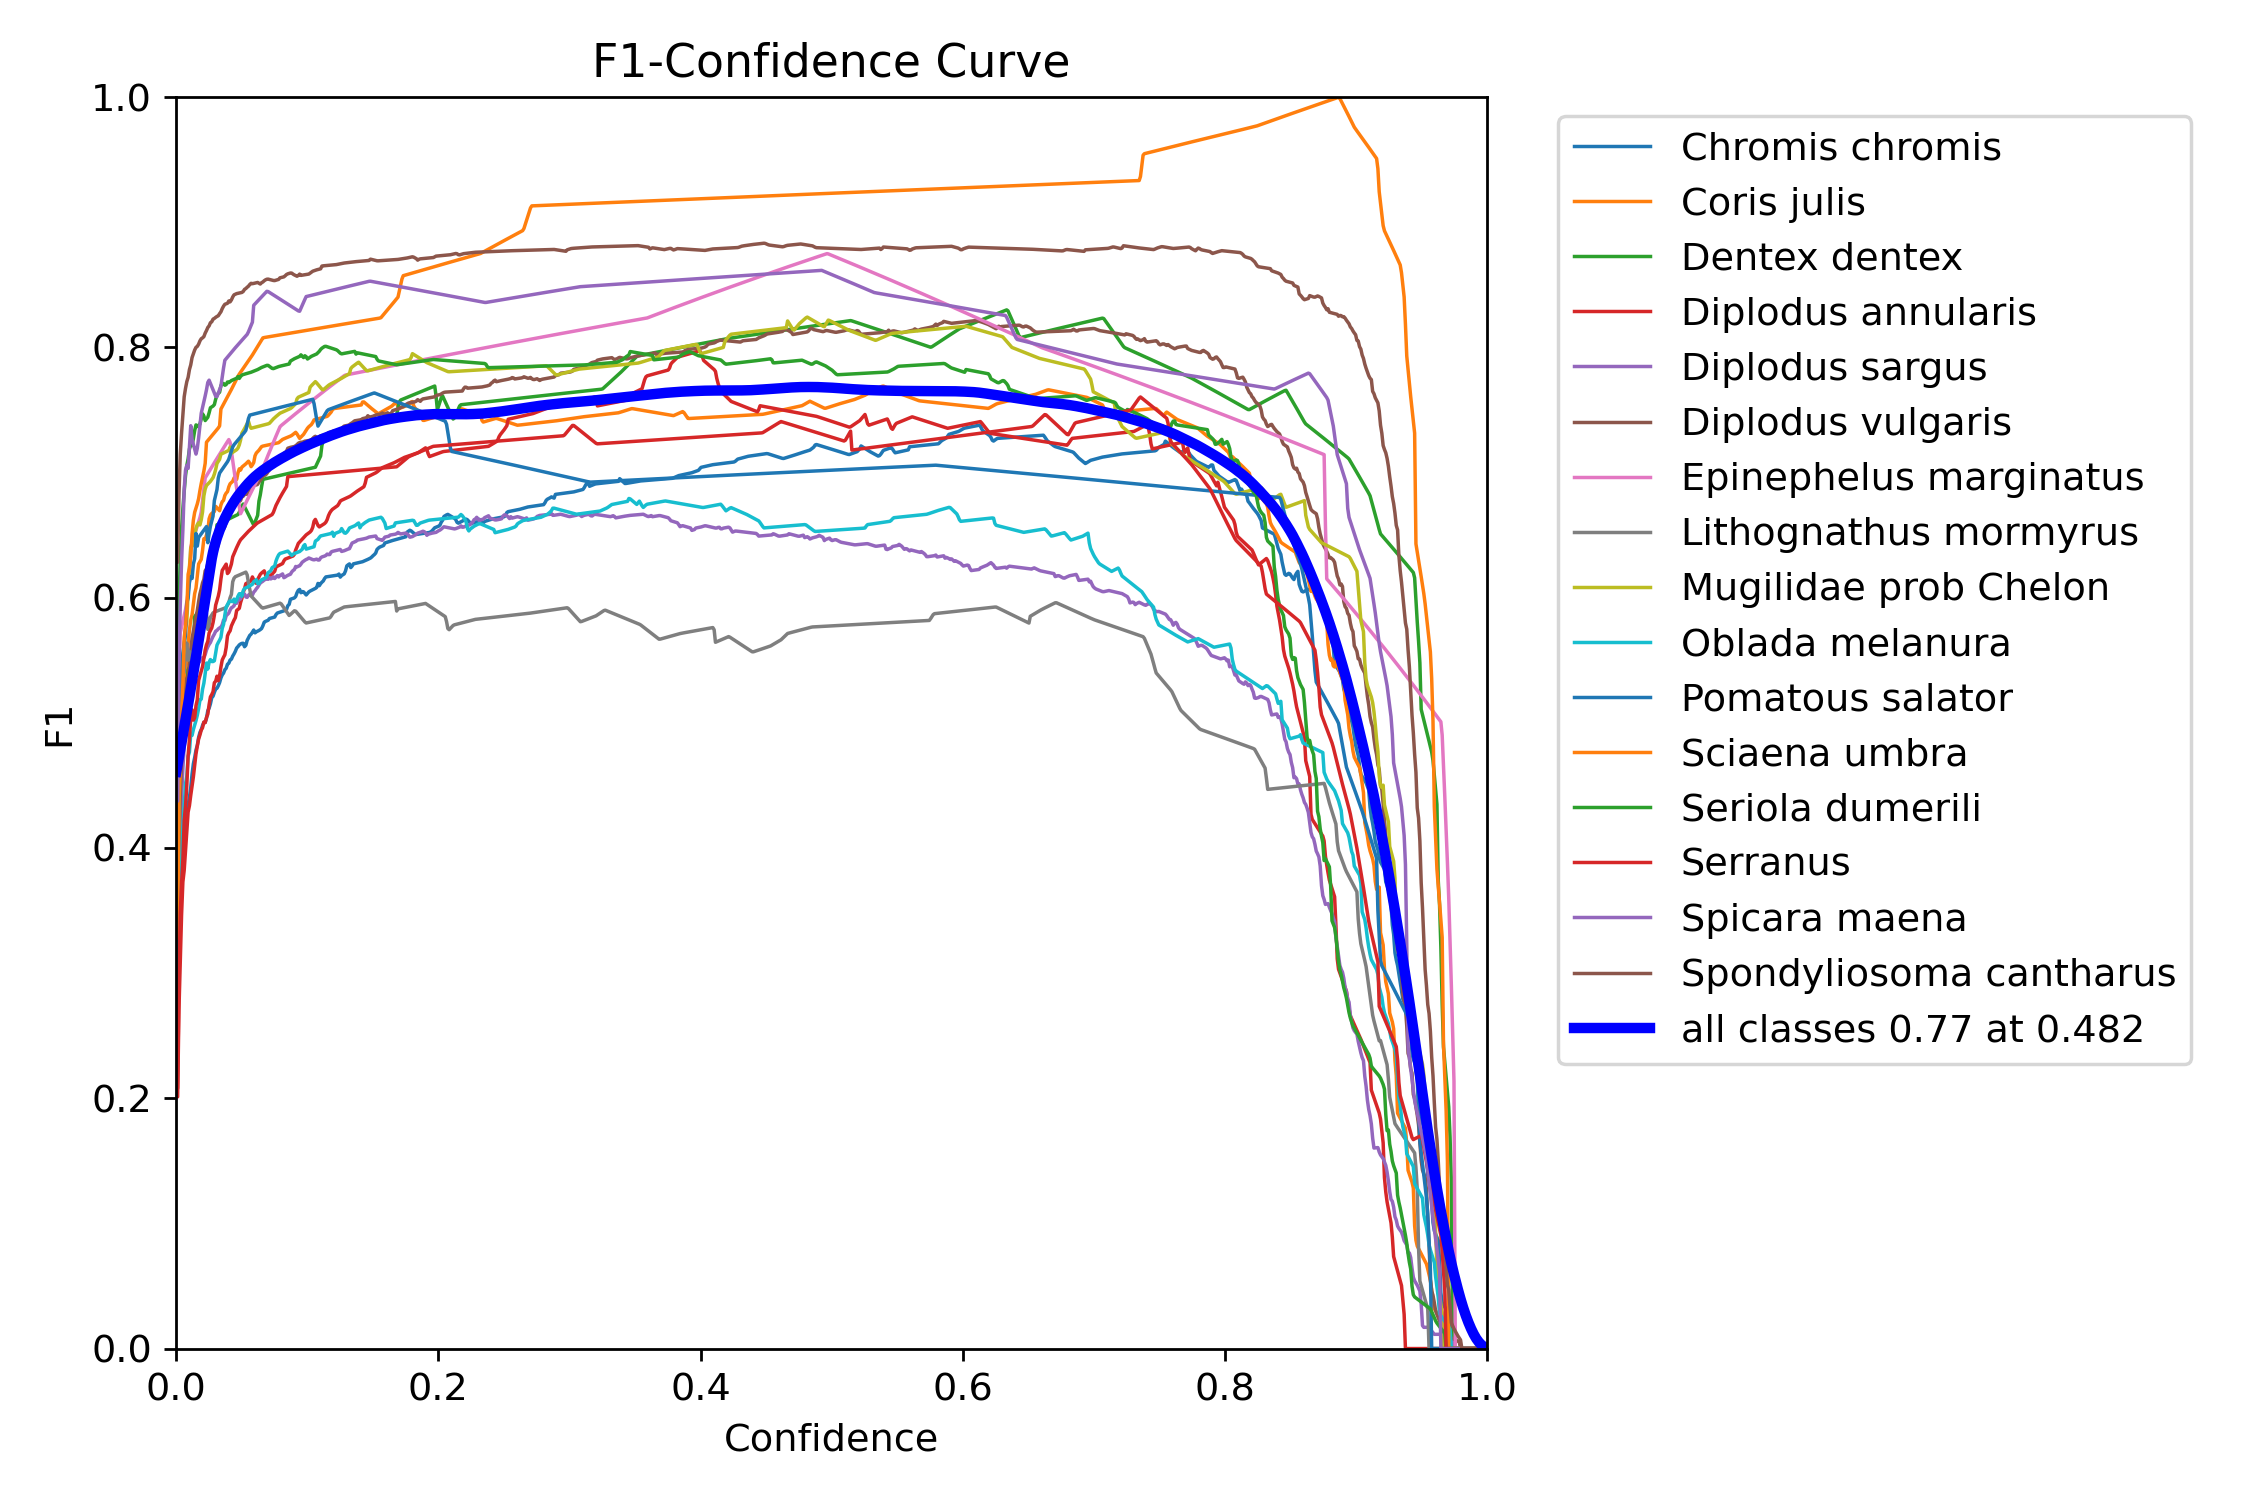 F1-Confidence Curve
1.0
0.8
0.6
0.4
0.2
0.0
F1
0.0 0.2 0.4 0.6 0.8 1.0
Confidence
Chromis chromis
Coris julis
Dentex dentex
Diplodus annularis
Diplodus sargus
Diplodus vulgaris
Epinephelus marginatus
Lithognathus mormyrus
Mugilidae prob Chelon
Oblada melanura
Pomatous salator
Sciaena umbra
Seriola dumerili
Serranus
Spicara maena
Spondyliosoma cantharus
all classes 0.77 at 0.482